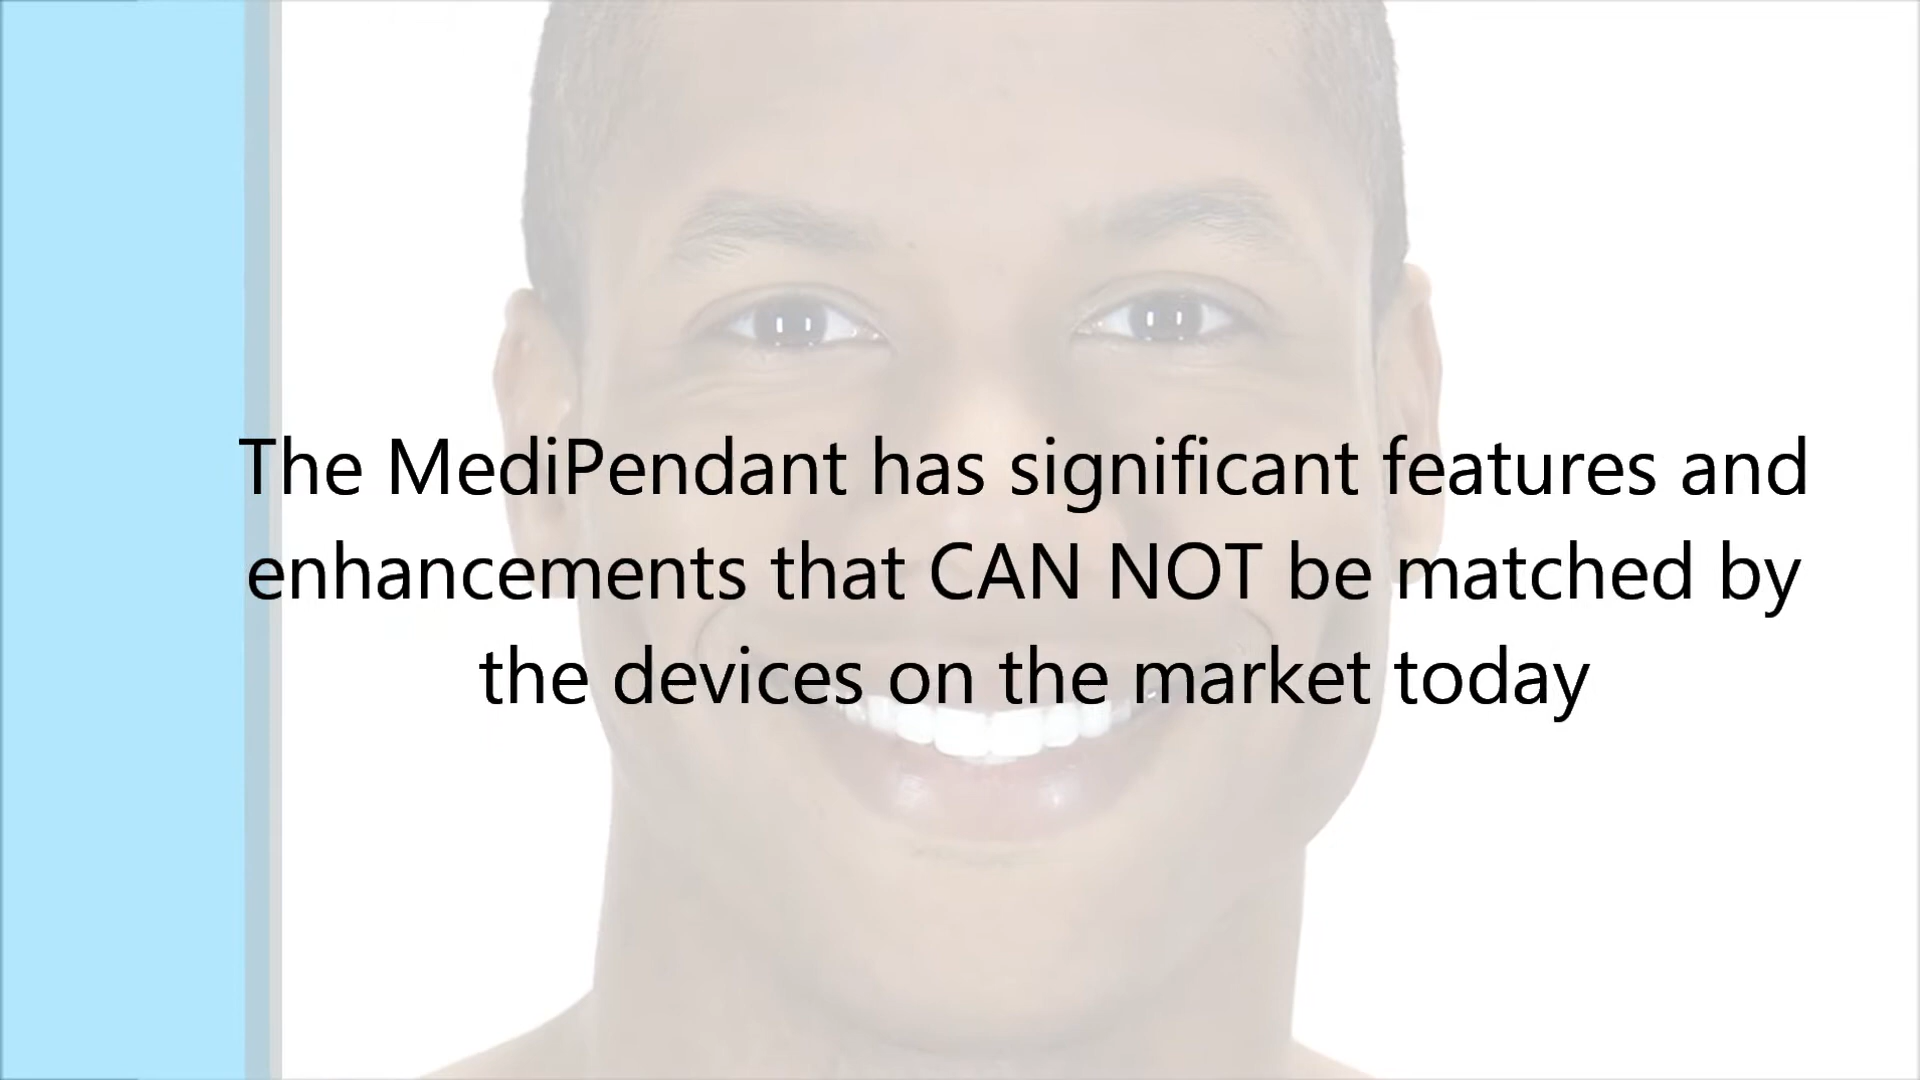 The MediPendant has significant features and
enhancements that CAN NOT be matched by
the devices on the market today